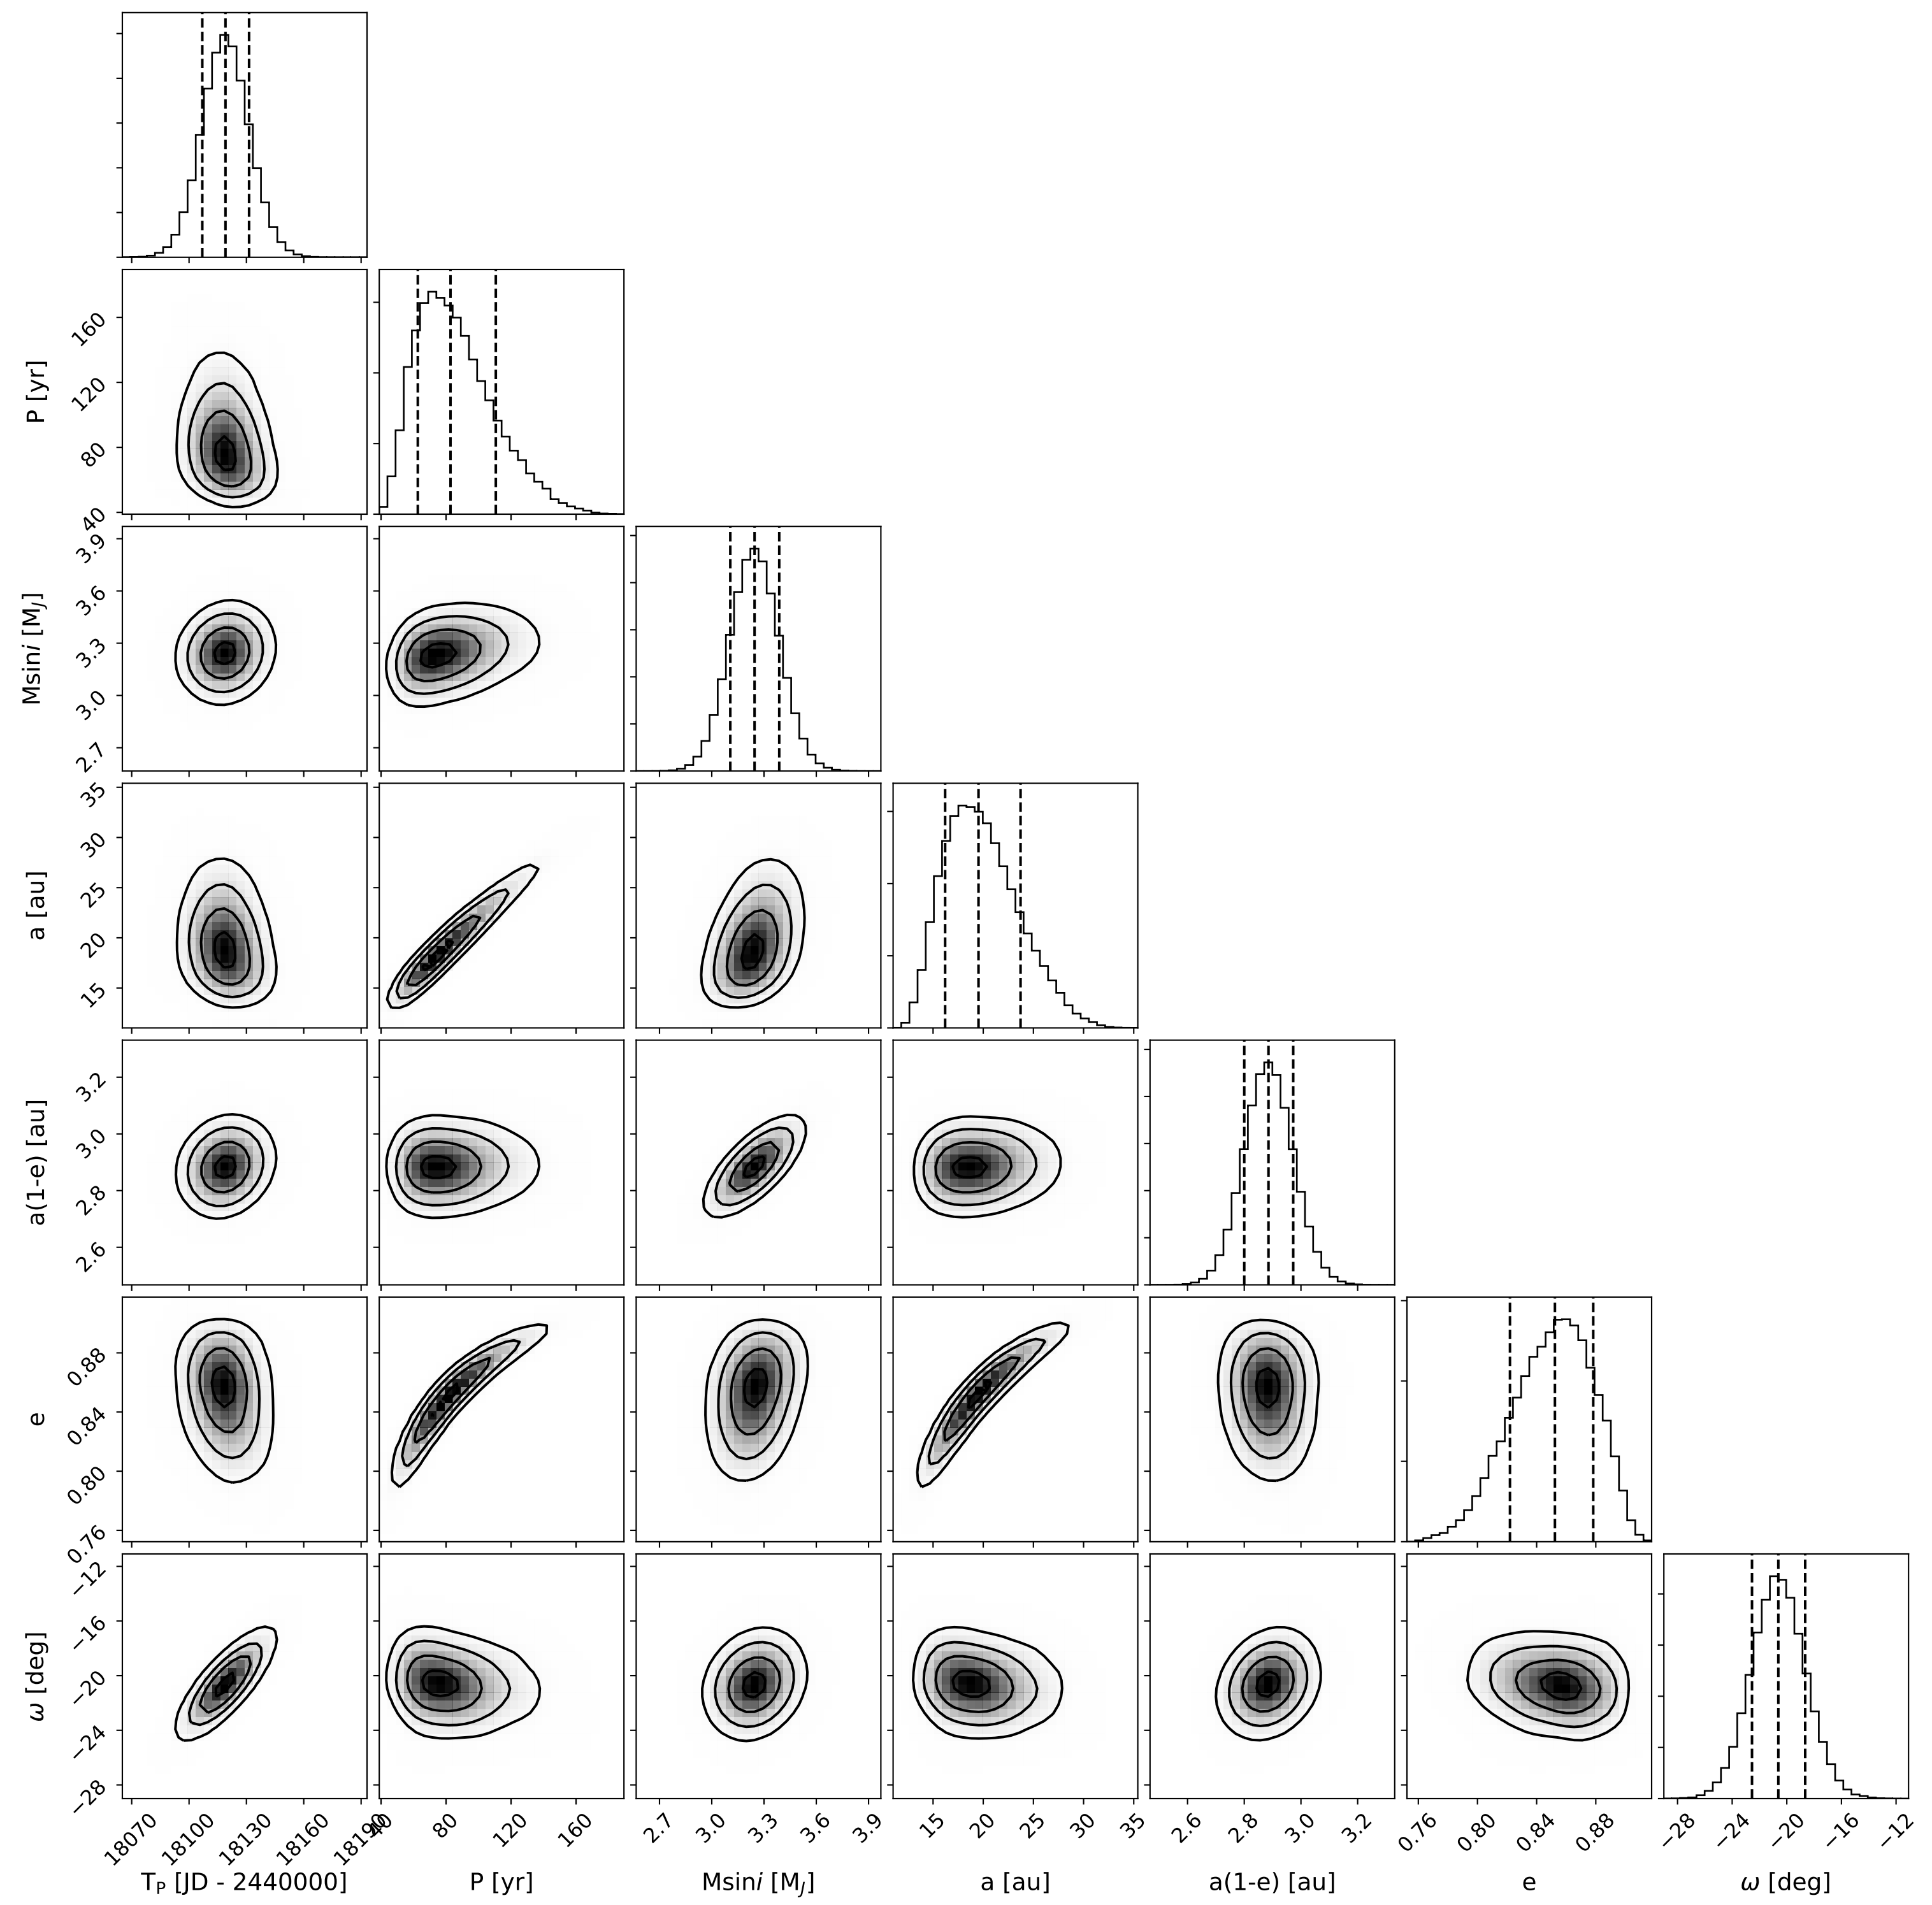 P [yr]
160
120
80
40
Msini [M_J]
3.9
3.6
3.3
3.0
2.7
a [au]
35
30
25
20
15
a(1-e) [au]
3.2
3.0
2.8
2.6
e
0.88
0.84
0.80
0.76
ω [deg]
−12
−16
−20
−24
−28
18070 18100 18130 18160 18190
40 80 120 160
2.7 3.0 3.3 3.6 3.9
15 20 25 30 35
2.6 2.8 3.0 3.2
0.76 0.80 0.84 0.88
−28 −24 −20 −16 −12
T_P [JD - 2440000]
P [yr]
Msini [M_J]
a [au]
a(1-e) [au]
e
ω [deg]